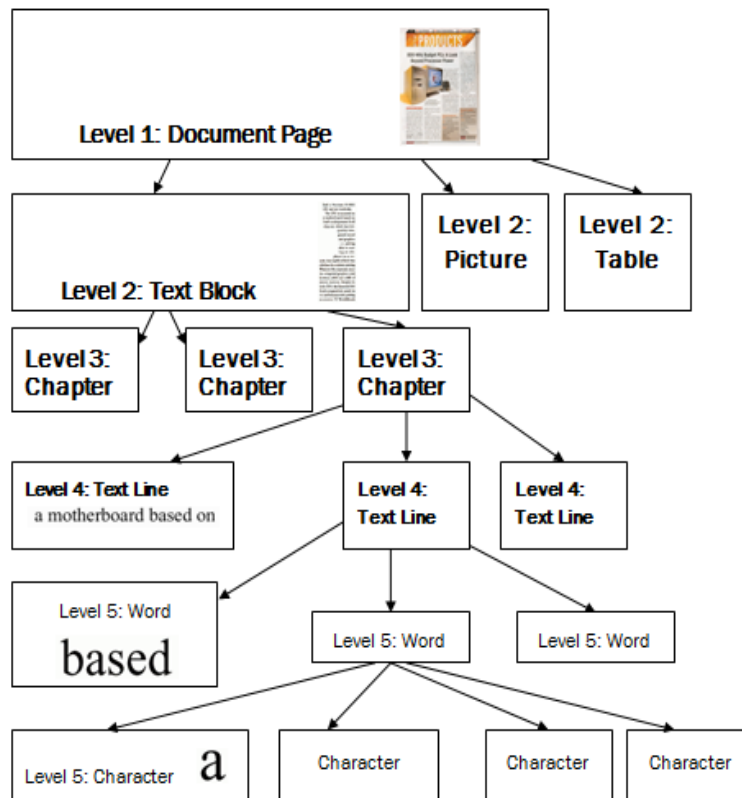 PRODUCTS
Level 1: Document Page
Level 2: Text Block
Level 2:
Picture
Level 2:
Table
Level 3:
Chapter
Level 3:
Chapter
Level 3:
Chapter
Level 4: Text Line
a motherboard based on
Level 4:
Text Line
Level 4:
Text Line
Level 5: Word
based
Level 5: Word
Level 5: Word
Level 5: Character a
Character
Character
Character